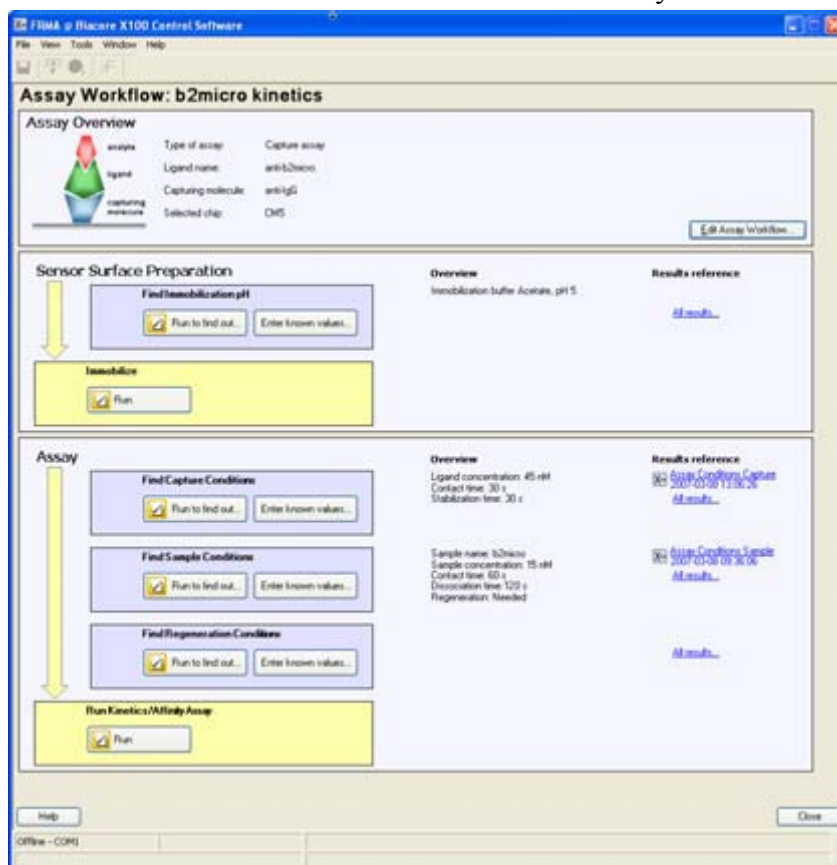 FRMA @ Biacore X100 Control Software
File View Tools Window Help
Assay Workflow: b2micro kinetics
Assay Overview
analyte
ligand
capturing
molecule
Type of assay: Capture assay
Ligand name: anti-b2micro
Capturing molecule: anti-IgG
Selected chip: CM5
Edit Assay Workflow...
Sensor Surface Preparation
Overview
Results reference
Find Immobilization pH
Immobilization buffer Acetate, pH 5
Run to find out...
Enter known values...
All results...
Immobilize
Run
Assay
Overview
Results reference
Find Capture Conditions
Ligand concentration: 45 nM
Contact time: 30 s
Stabilization time: 30 s
Assay Conditions Capture
2007-03-08 13:06:26
All results...
Run to find out...
Enter known values...
Find Sample Conditions
Sample name: b2micro
Sample concentration: 15 nM
Contact time: 60 s
Dissociation time: 120 s
Regeneration: Needed
Assay Conditions Sample
All results...
Run to find out...
Enter known values...
Find Regeneration Conditions
Run to find out...
Enter known values...
All results...
Run Kinetics/Affinity Assay
Run
Help
Close
Offline - COM1